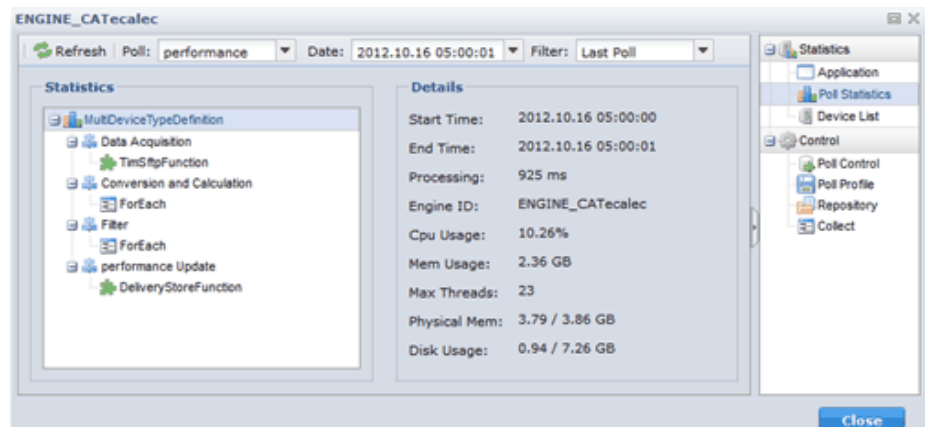 ENGINE_CATecalec
Refresh Poll: performance Date: 2012.10.16 05:00:01 Filter: Last Poll
Statistics
MultiDeviceTypeDefinition
Data Acquisition
TimSftpFunction
Conversion and Calculation
ForEach
Filter
ForEach
performance Update
DeliveryStoreFunction
Details
Start Time: 2012.10.16 05:00:00
End Time: 2012.10.16 05:00:01
Processing: 925 ms
Engine ID: ENGINE_CATecalec
Cpu Usage: 10.26%
Mem Usage: 2.36 GB
Max Threads: 23
Physical Mem: 3.79 / 3.86 GB
Disk Usage: 0.94 / 7.26 GB
Statistics
Application
Poll Statistics
Device List
Control
Poll Control
Poll Profile
Repository
Collect
Close